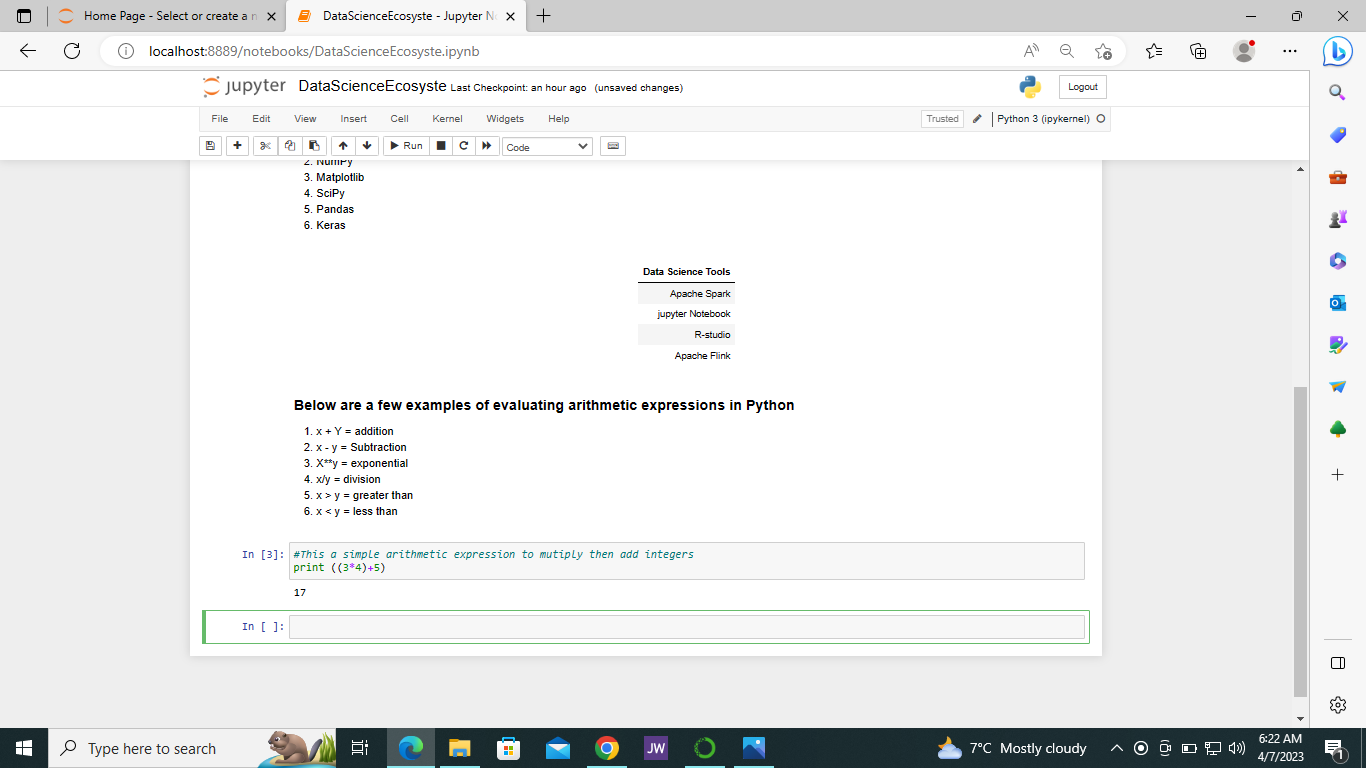 Home Page - Select or create a n
DataScienceEcosyste - Jupyter N
localhost:8889/notebooks/DataScienceEcosyste.ipynb
jupyter DataScienceEcosyste Last Checkpoint: an hour ago (unsaved changes)
Logout
File Edit View Insert Cell Kernel Widgets Help
Trusted
Python 3 (ipykernel)
Run
Code
2. NumPy
3. Matplotlib
4. SciPy
5. Pandas
6. Keras
Data Science Tools
Apache Spark
jupyter Notebook
R-studio
Apache Flink
Below are a few examples of evaluating arithmetic expressions in Python
1. x + Y = addition
2. x - y = Subtraction
3. X**y = exponential
4. x/y = division
5. x > y = greater than
6. x < y = less than
In [3]: #This a simple arithmetic expression to mutiply then add integers
print ((3*4)+5)
17
In [ ]:
Type here to search
JW
7°C Mostly cloudy
6:22 AM
4/7/2023
1